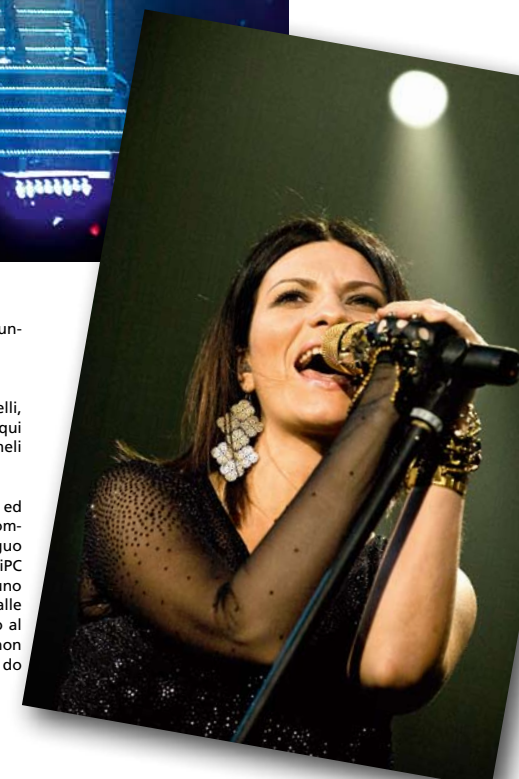 un-
elli,
qui
neli
ed
om-
guo
iPC
uno
alle
o al
non
do